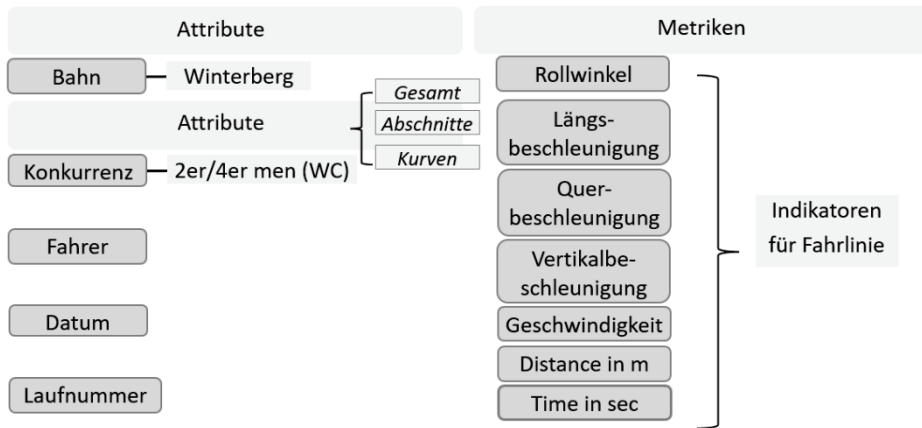 Attribute
Bahn
Winterberg
Gesamt
Attribute
Abschnitte
Kurven
Konkurrenz
2er/4er men (WC)
Fahrer
Datum
Laufnummer
Metriken
Rollwinkel
Längs-
beschleunigung
Quer-
beschleunigung
Vertikalbe-
schleunigung
Geschwindigkeit
Distance in m
Time in sec
Indikatoren
für Fahrlinie